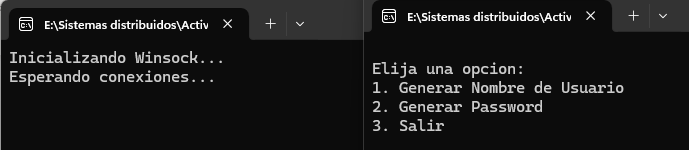 E:\Sistemas distribuidos\Activ
Inicializando Winsock...
Esperando conexiones...
E:\Sistemas distribuidos\Activ
Elija una opcion:
1. Generar Nombre de Usuario
2. Generar Password
3. Salir